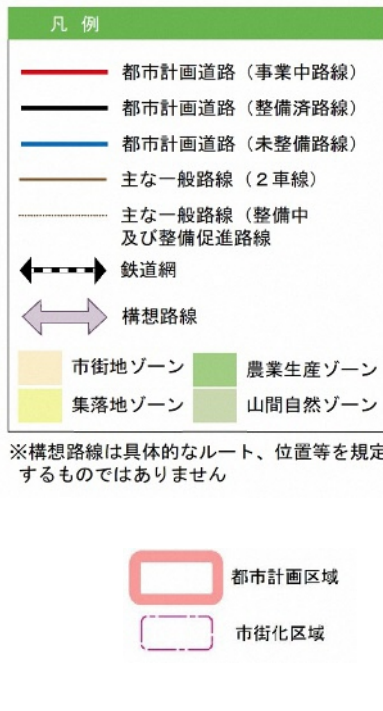 凡 例
都市計画道路（事業中路線）
都市計画道路（整備済路線）
都市計画道路（未整備路線）
主な一般路線（２車線）
主な一般路線（整備中
及び整備促進路線
鉄道網
構想路線
市街地ゾーン 農業生産ゾーン
集落地ゾーン 山間自然ゾーン
※構想路線は具体的なルート、位置等を規定
するものではありません
都市計画区域
市街化区域